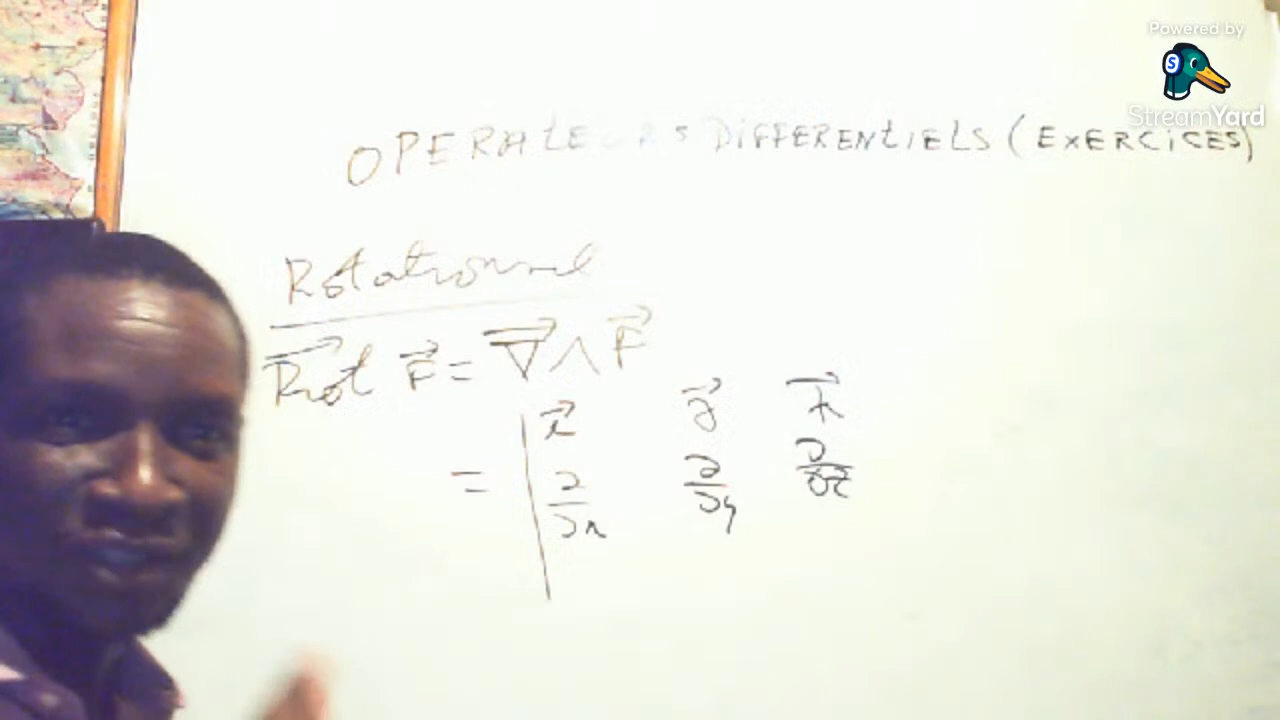 Powered by
StreamYard
OPERATEURS DIFFERENTIELS (EXERCICES)
Rotationnel
Rot F⃗ = ∇⃗ ∧ F⃗
= | i⃗ j⃗ k⃗
∂/∂x ∂/∂y ∂/∂z